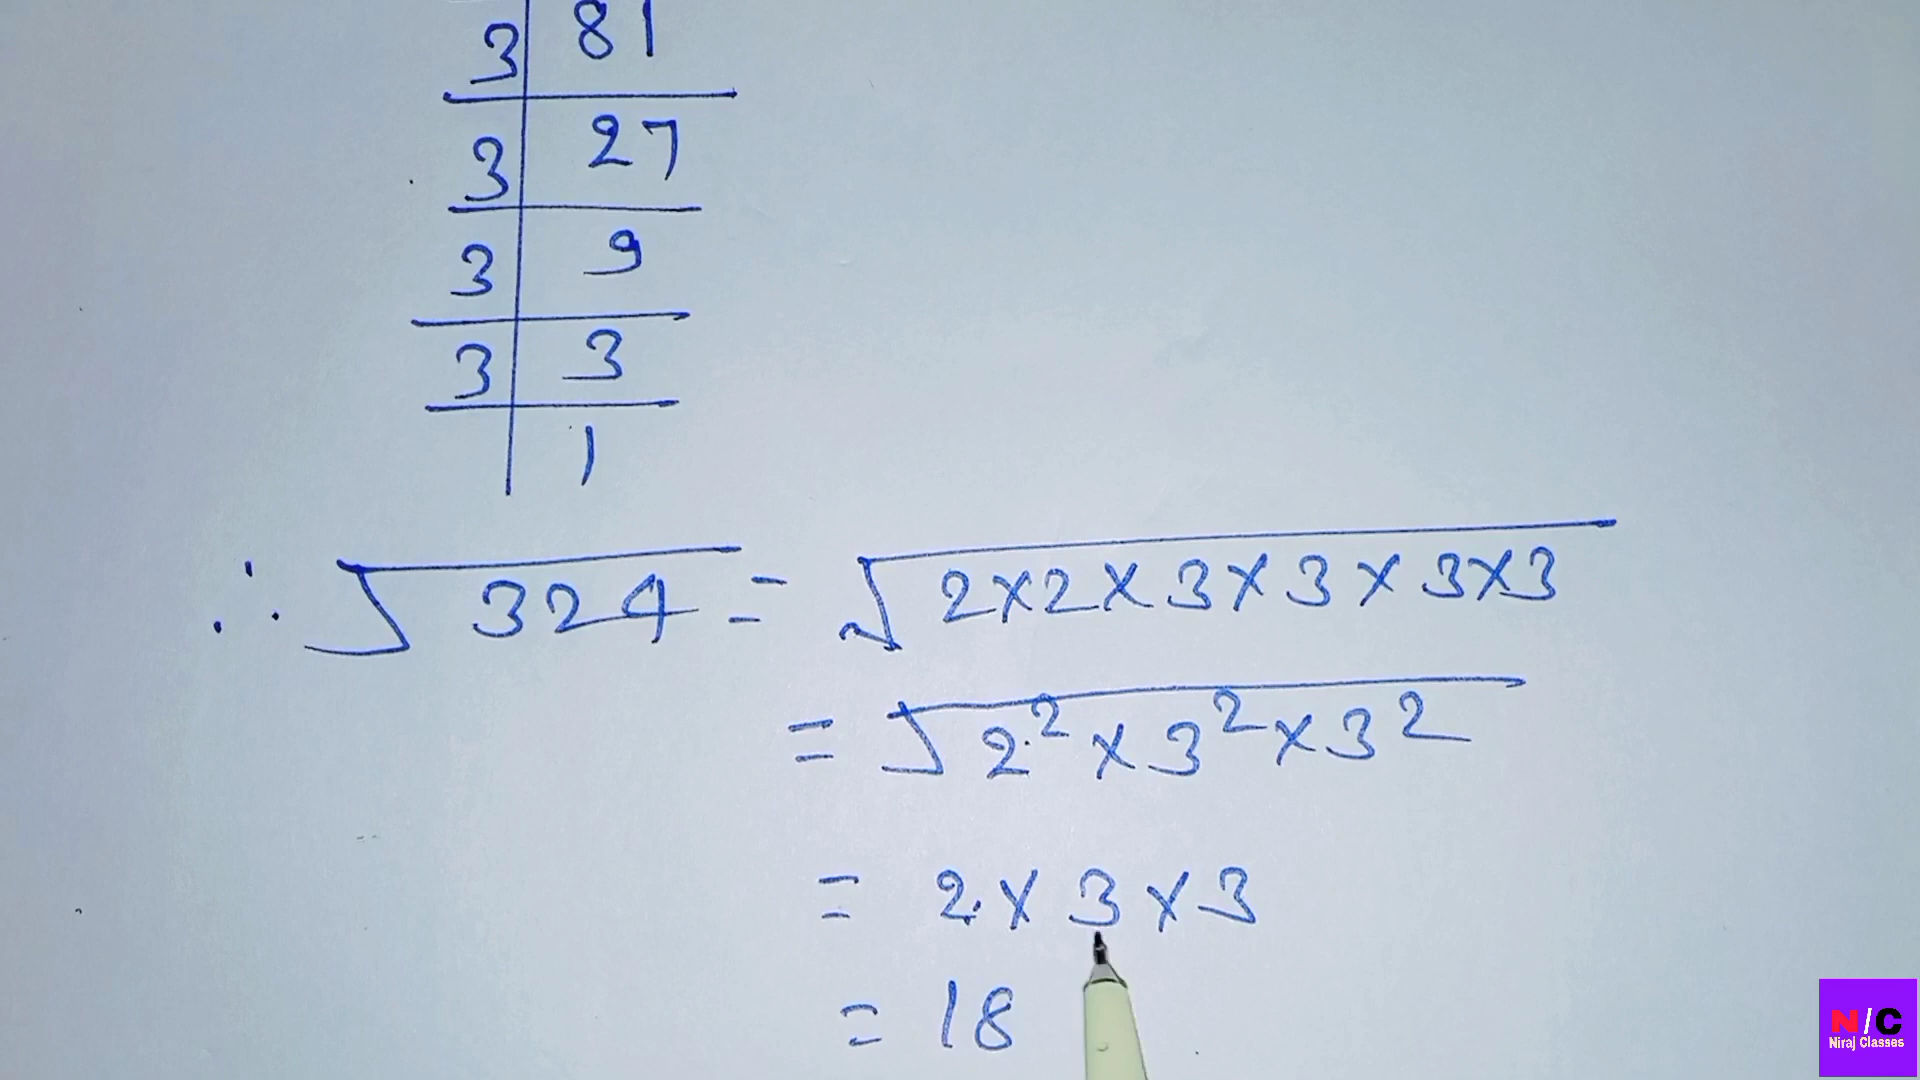 3 81
3 27
3 9
3 3
1
∴ √324 = √2×2×3×3×3×3
= √2²×3²×3²
= 2×3×3
= 18
N/C
Niraj Classes